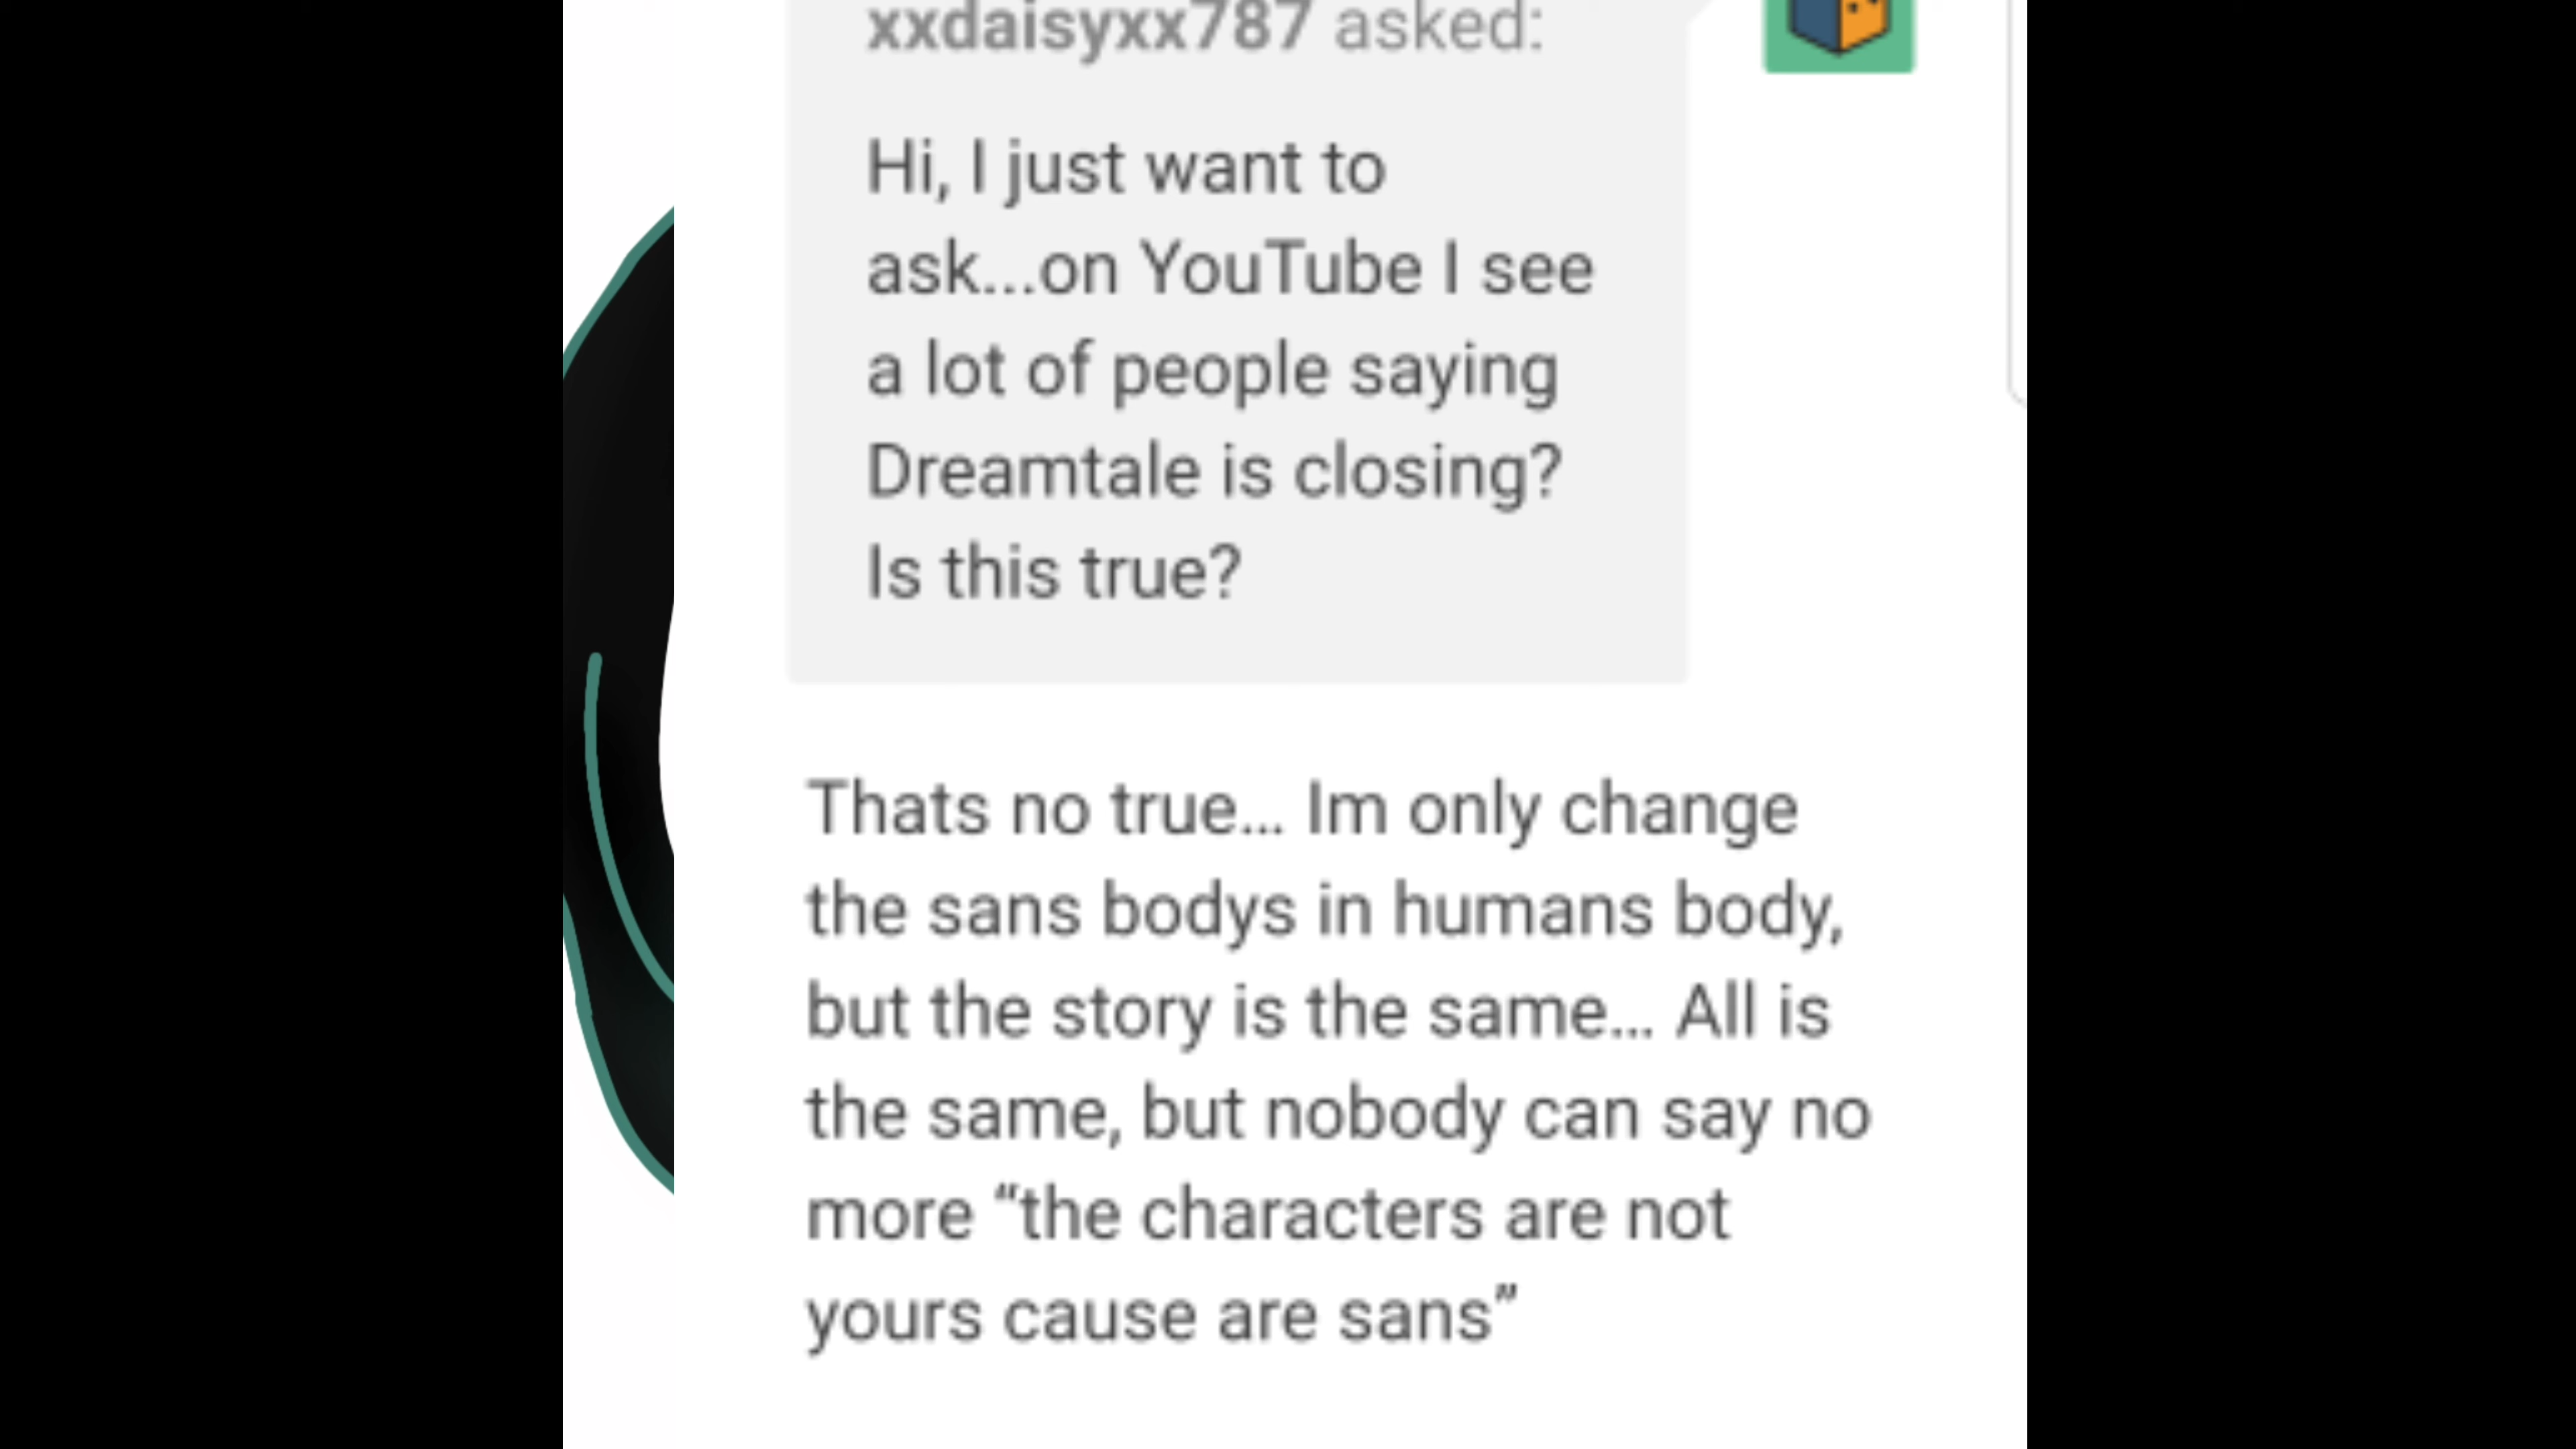 xxdaisyxx787 asked:
Hi, I just want to
ask...on YouTube I see
a lot of people saying
Dreamtale is closing?
Is this true?
Thats no true... Im only change
the sans bodys in humans body,
but the story is the same... All is
the same, but nobody can say no
more “the characters are not
yours cause are sans”